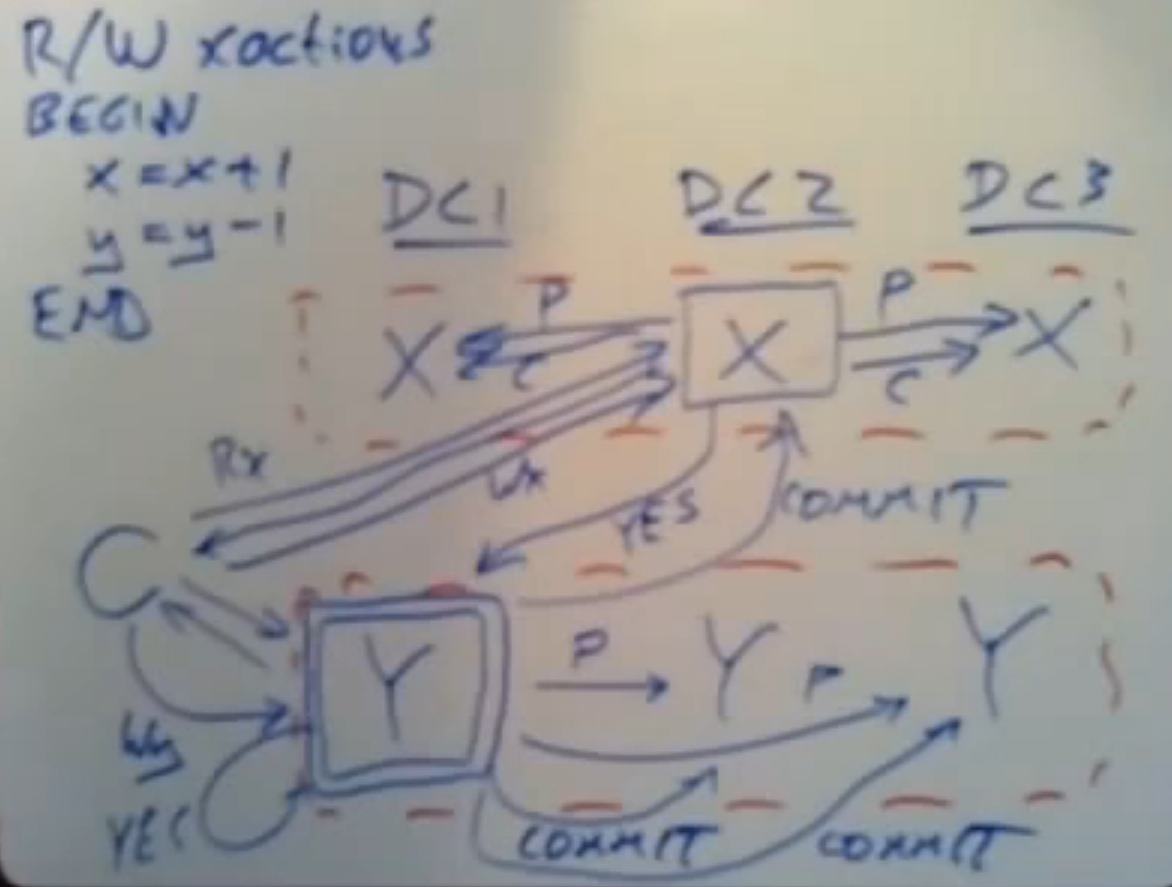 R/W xactions
BEGIN
x = x + 1
y = y - 1
END
DC1 DC2 DC3
P P
X X X
C C
Rx
Wx
YES
COMMIT
C
Y Y Y
P
P
Wy
YES
COMMIT COMMIT